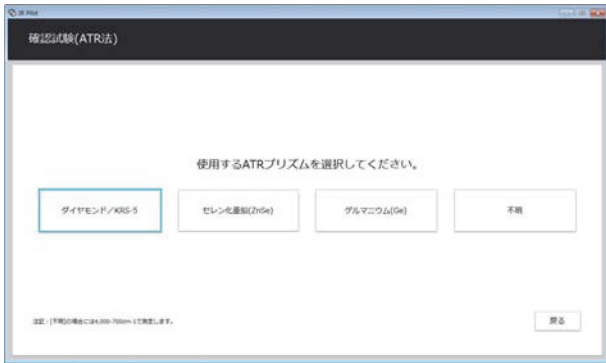 IR Pilot
確認試験(ATR法)
使用するATRプリズムを選択してください。
ダイヤモンド／KRS-5
セレン化亜鉛(ZnSe)
ゲルマニウム(Ge)
不明
注記：[不明]の場合には4,000-700cm-1で測定します。
戻る